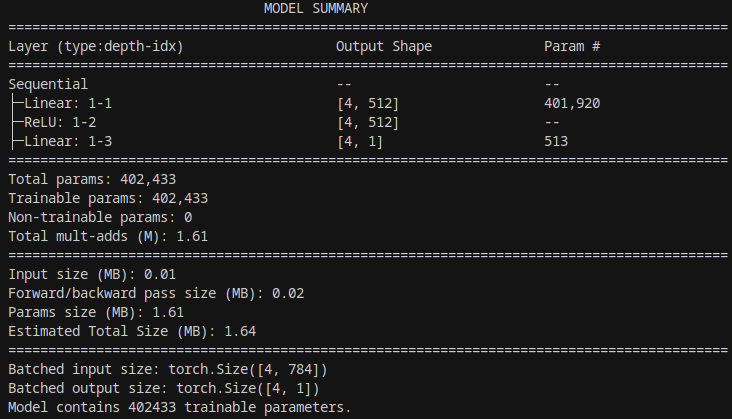 MODEL SUMMARY
==========================================================================================
Layer (type:depth-idx)                   Output Shape              Param #
==========================================================================================
Sequential                               --                        --
├─Linear: 1-1                            [4, 512]                  401,920
├─ReLU: 1-2                              [4, 512]                  --
├─Linear: 1-3                            [4, 1]                    513
==========================================================================================
Total params: 402,433
Trainable params: 402,433
Non-trainable params: 0
Total mult-adds (M): 1.61
==========================================================================================
Input size (MB): 0.01
Forward/backward pass size (MB): 0.02
Params size (MB): 1.61
Estimated Total Size (MB): 1.64
==========================================================================================
Batched input size: torch.Size([4, 784])
Batched output size: torch.Size([4, 1])
Model contains 402433 trainable parameters.